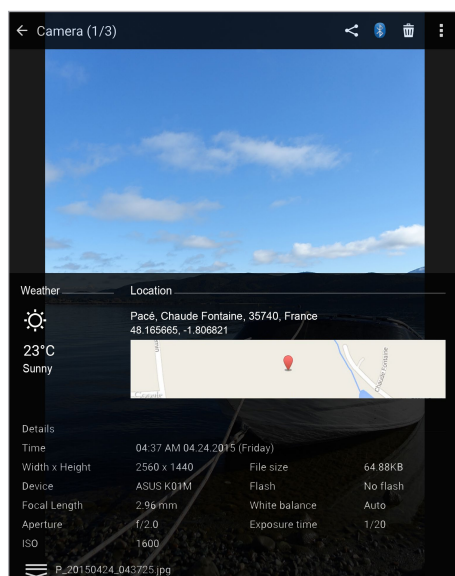 Camera (1/3)
Weather Location
Pacé, Chaude Fontaine, 35740, France
48.165665, -1.806821
23°C
Sunny
Chaude Fontaine
Details
Time 04:37 AM 04.24.2015 (Friday)
Width x Height 2560 x 1440 File size 64.88KB
Device ASUS K01M Flash No flash
Focal Length 2.96 mm White balance Auto
Aperture f/2.0 Exposure time 1/20
ISO 1600
P_20150424_043725.jpg